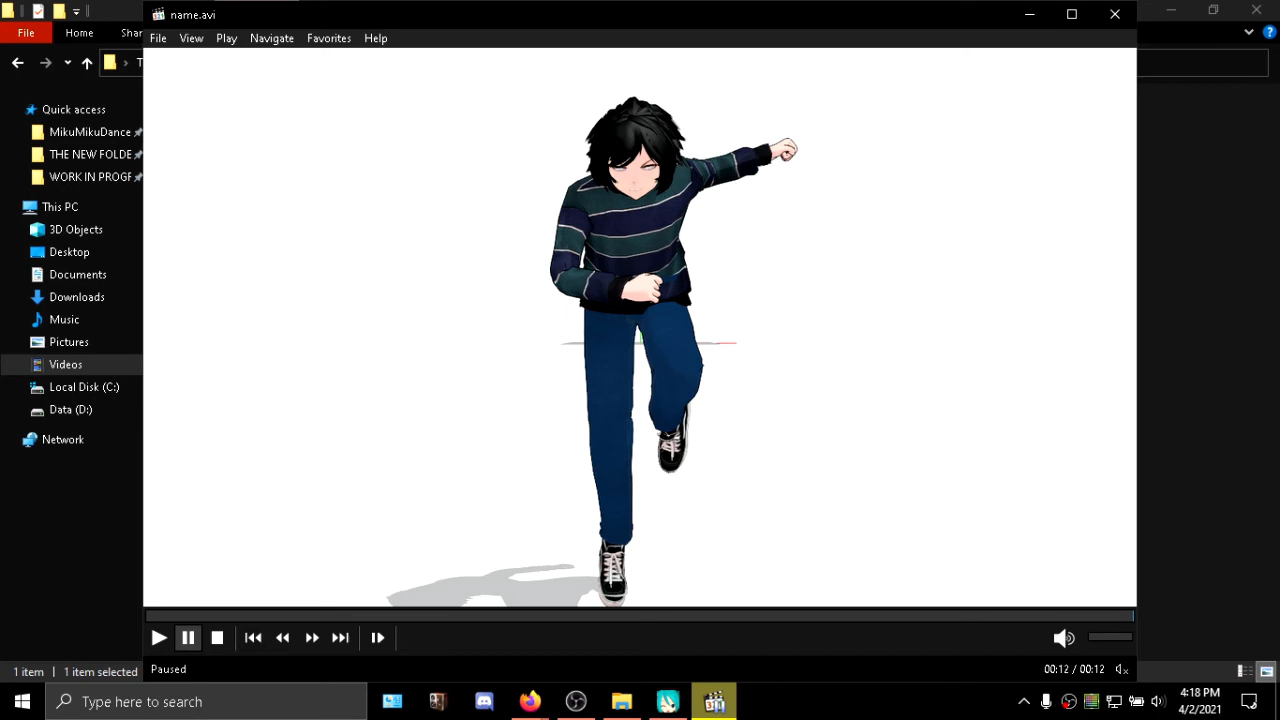 name.avi
File
Home
Shar
File View Play Navigate Favorites Help
T
Quick access
MikuMikuDance
THE NEW FOLDE
WORK IN PROGF
This PC
3D Objects
Desktop
Documents
Downloads
Music
Pictures
Videos
Local Disk (C:)
Data (D:)
Network
1 item 1 item selected
Paused
00:12 / 00:12
Type here to search
4:18 PM
4/2/2021